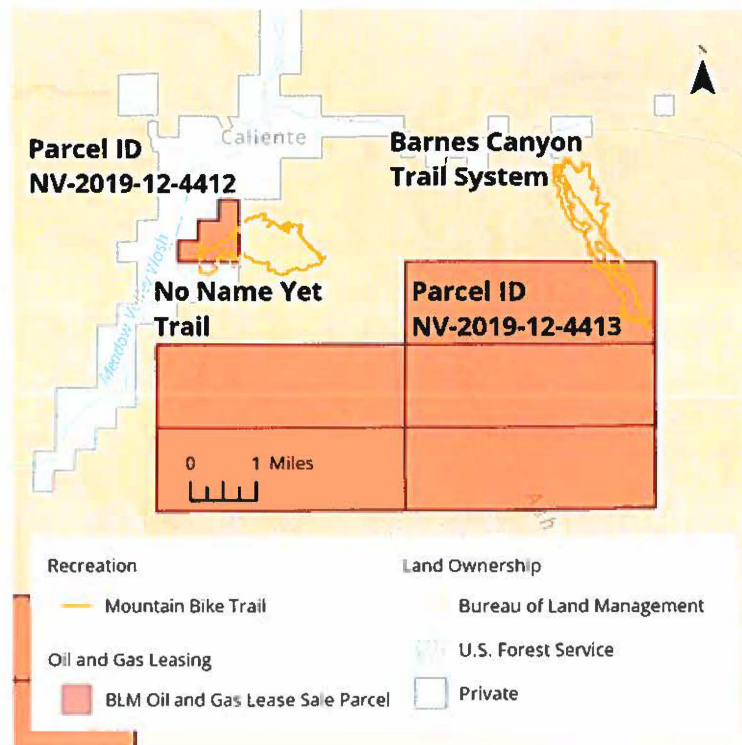 Caliente
Parcel ID
NV-2019-12-4412
Barnes Canyon
Trail System
Meadow Valley Wash
No Name Yet
Trail
Parcel ID
NV-2019-12-4413
0 1 Miles
Ash
Recreation
Mountain Bike Trail
Oil and Gas Leasing
BLM Oil and Gas Lease Sale Parcel
Land Ownership
Bureau of Land Management
U.S. Forest Service
Private